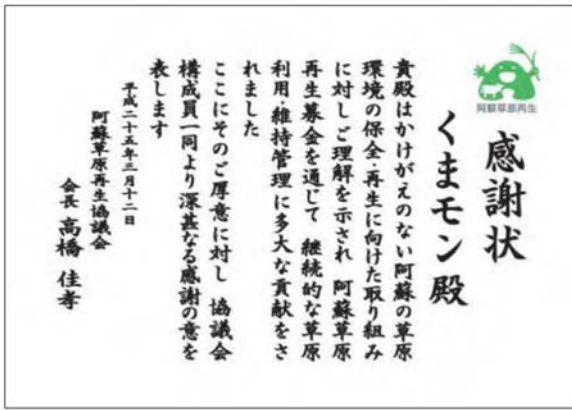 阿蘇草原再生
感謝状
くまモン殿
貴殿はかけがえのない阿蘇の草原
環境の保全・再生に向けた取り組み
に対しご理解を示され 阿蘇草原
再生募金を通じて 継続的な草原
利用・維持管理に多大な貢献をさ
れました
ここにそのご厚意に対し 協議会
構成員一同より深甚なる感謝の意を
表します
平成二十五年三月十二日
阿蘇草原再生協議会
会長 高橋佳孝